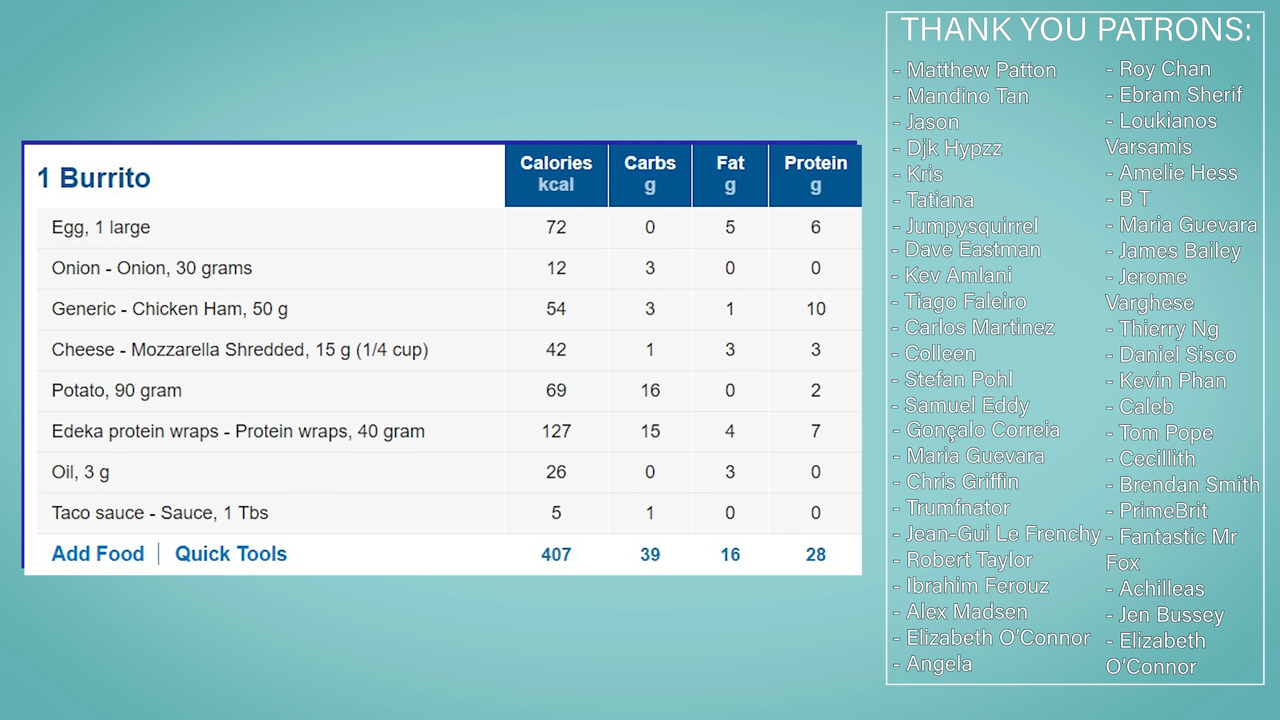 1 Burrito
Calories kcal Carbs g Fat g Protein g
Egg, 1 large 72 0 5 6
Onion - Onion, 30 grams 12 3 0 0
Generic - Chicken Ham, 50 g 54 3 1 10
Cheese - Mozzarella Shredded, 15 g (1/4 cup) 42 1 3 3
Potato, 90 gram 69 16 0 2
Edeka protein wraps - Protein wraps, 40 gram 127 15 4 7
Oil, 3 g 26 0 3 0
Taco sauce - Sauce, 1 Tbs 5 1 0 0
Add Food | Quick Tools 407 39 16 28
THANK YOU PATRONS:
- Matthew Patton
- Mandino Tan
- Jason
- Djk Hypzz
- Kris
- Tatiana
- Jumpysquirrel
- Dave Eastman
- Kev Amlani
- Tiago Faleiro
- Carlos Martinez
- Colleen
- Stefan Pohl
- Samuel Eddy
- Gonçalo Correia
- Maria Guevara
- Chris Griffin
- Trumfnator
- Jean-Gui Le Frenchy
- Robert Taylor
- Ibrahim Ferouz
- Alex Madsen
- Elizabeth O'Connor
- Angela
- Roy Chan
- Ebram Sherif
- Loukianos
Varsamis
- Amelie Hess
- B T
- Maria Guevara
- James Bailey
- Jerome
Varghese
- Thierry Ng
- Daniel Sisco
- Kevin Phan
- Caleb
- Tom Pope
- Cecillith
- Brendan Smith
- PrimeBrit
- Fantastic Mr
Fox
- Achilleas
- Jen Bussey
- Elizabeth
O'Connor